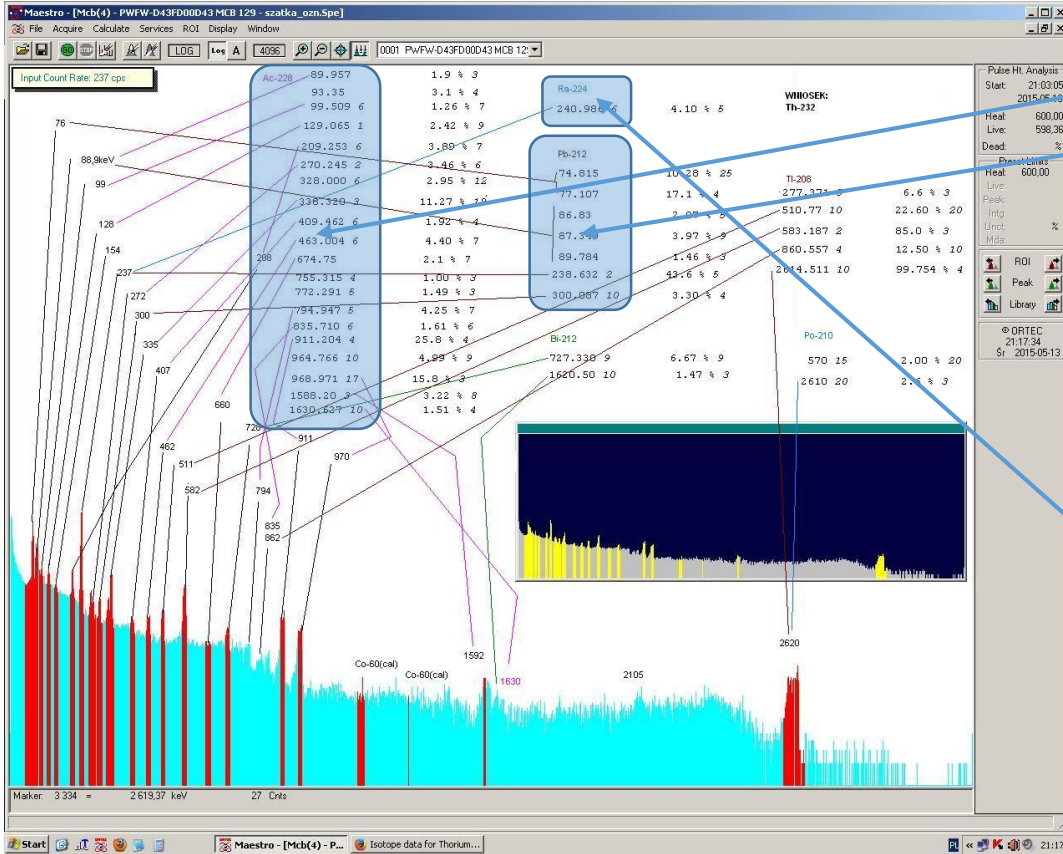 Maestro - [Mcb(4) - PWFW-D43FD00D43 MCB 129 - szatka_ozn.Spe]
File Acquire Calculate Services ROI Display Window
LOG Log A 4096 0001 PWFW-D43FD00D43 MCB 12
Input Count Rate: 237 cps
Ac-228
89.957 1.9 % 3
93.35 3.1 % 4
99.509 6 1.26 % 7
129.065 1 2.42 % 9
209.253 6 3.89 % 7
270.245 2 3.46 % 6
328.000 6 2.95 % 12
338.320 3 11.27 %
409.462 6 1.92 % 4
463.004 6 4.40 % 7
674.75 2.1 % 7
755.315 4 1.00 % 3
772.291 5 1.49 % 3
794.947 5 4.25 % 7
835.710 6 1.61 % 6
911.204 4 25.8 % 4
964.766 10 4.99 % 9
968.971 17 15.8 % 3
1588.20 3 3.22 % 8
1630.627 10 1.51 % 4
Ra-224
240.986 6 4.10 % 5
Pb-212
74.815 10.28 % 25
77.107 17.1 % 4
86.83 % 5
87.349 3.97 % 9
89.784 1.46 % 3
238.632 2 43.6 % 5
300.087 10 3.30 % 4
Bi-212
727.330 9 6.67 % 9
1620.50 10 1.47 % 3
WNIOSEK:
Th-232
Tl-208
277.371 6.6 % 3
510.77 10 22.60 % 20
583.187 2 85.0 % 3
860.557 4 12.50 % 10
2614.511 10 99.754 % 4
Po-210
570 15 2.00 % 20
2610 20 % 3
76
88,9keV
99
128
154
208
237
272
300
335
407
660
728
911
462
970
511
582
794
835
862
Co-60(cal)
Co-60(cal)
1592
1630
2105
2620
Pulse Ht. Analysis
Start: 21:03:05
2015-05-13
Real: 600,00
Live: 598,36
Dead: %
Preset Limits
Real: 600,00
Live:
Peak:
Intg:
Unct: %
Mda:
ROI
Peak
Library
© ORTEC
21:17:34
Śr 2015-05-13
Marker: 3 334 = 2 619,37 keV 27 Cnts
Start Maestro - [Mcb(4) - P... Isotope data for Thorium... PL 21:17